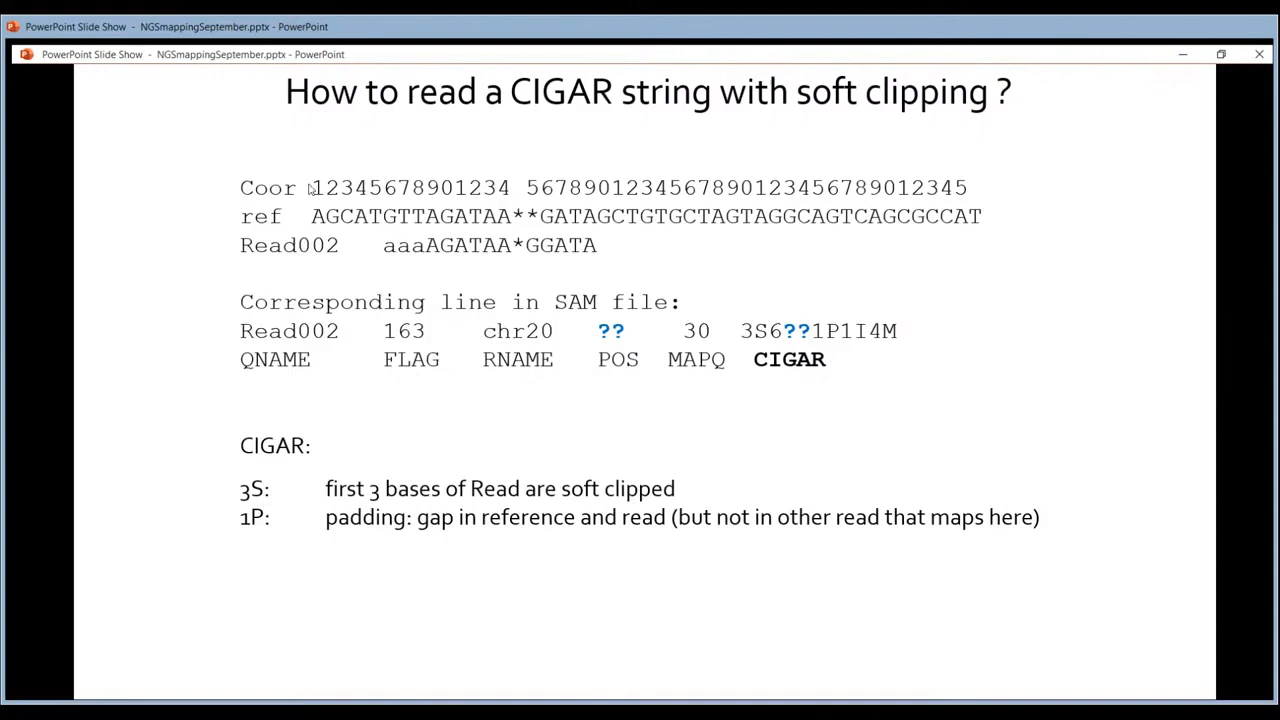 PowerPoint Slide Show - NGSmappingSeptember.pptx - PowerPoint
PowerPoint Slide Show - NGSmappingSeptember.pptx - PowerPoint
How to read a CIGAR string with soft clipping ?
Coor 12345678901234 5678901234567890123456789012345
ref AGCATGTTAGATAA**GATAGCTGTGCTAGTAGGCAGTCAGCGCCAT
Read002 aaaAGATAA*GGATA
Corresponding line in SAM file:
Read002 163 chr20 ?? 30 3S6??1P1I4M
QNAME FLAG RNAME POS MAPQ CIGAR
CIGAR:
3S: first 3 bases of Read are soft clipped
1P: padding: gap in reference and read (but not in other read that maps here)